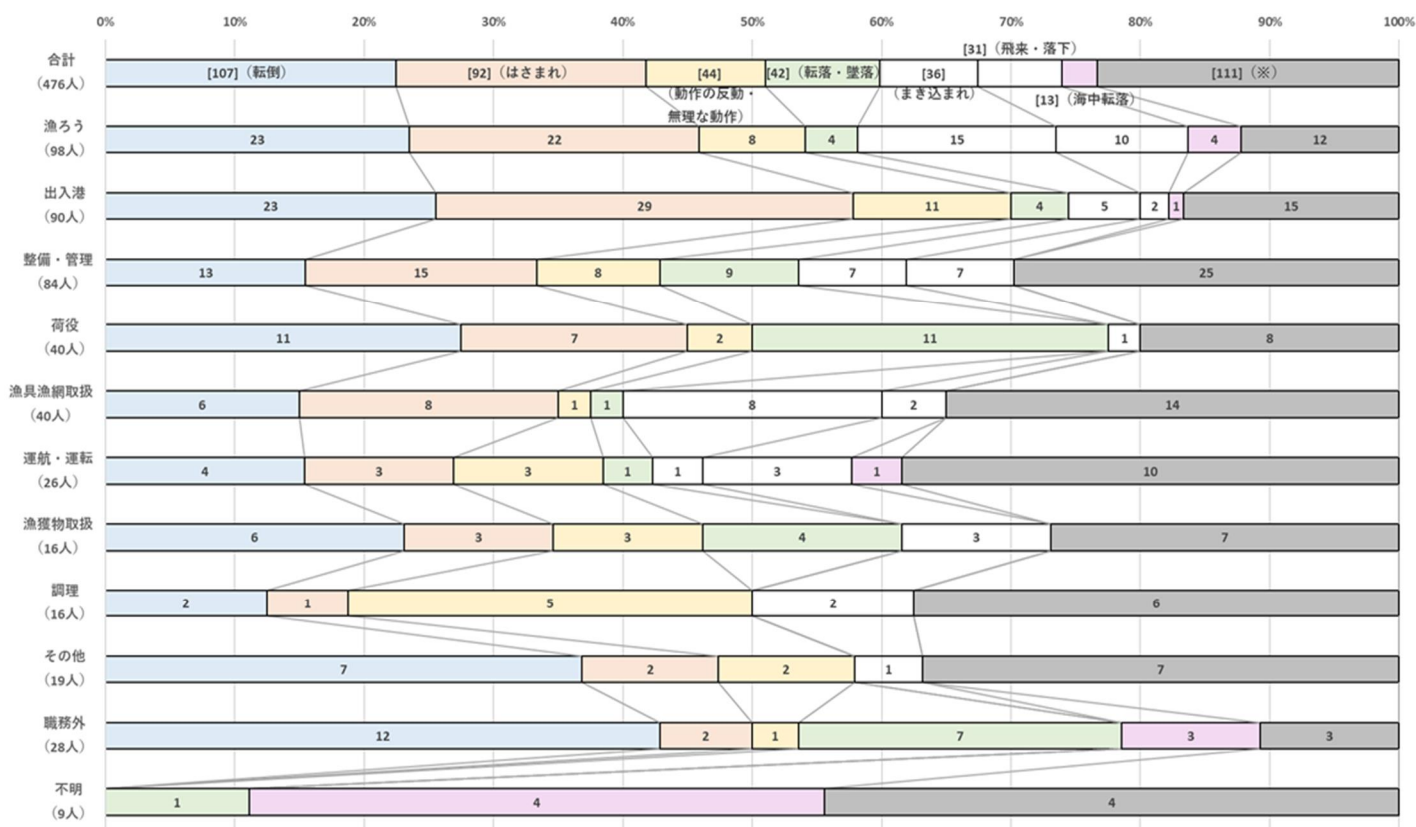 0% 10% 20% 30% 40% 50% 60% 70% 80% 90% 100%
[31]（飛来・落下）
合計
（476人）
[107]（転倒） [92]（はさまれ） [44] [42]（転落・墜落） [36] [111]（※）
（動作の反動・
無理な動作）
（まき込まれ）
[13]（海中転落）
漁ろう
（98人）
23 22 8 4 15 10 4 12
出入港
（90人）
23 29 11 4 5 2 1 15
整備・管理
（84人）
13 15 8 9 7 7 25
荷役
（40人）
11 7 2 11 1 8
漁具漁網取扱
（40人）
6 8 1 1 8 2 14
運航・運転
（26人）
4 3 3 1 1 3 1 10
漁獲物取扱
（16人）
6 3 3 4 3 7
調理
（16人）
2 1 5 2 6
その他
（19人）
7 2 2 1 7
職務外
（28人）
12 2 1 7 3 3
不明
（9人）
1 4 4